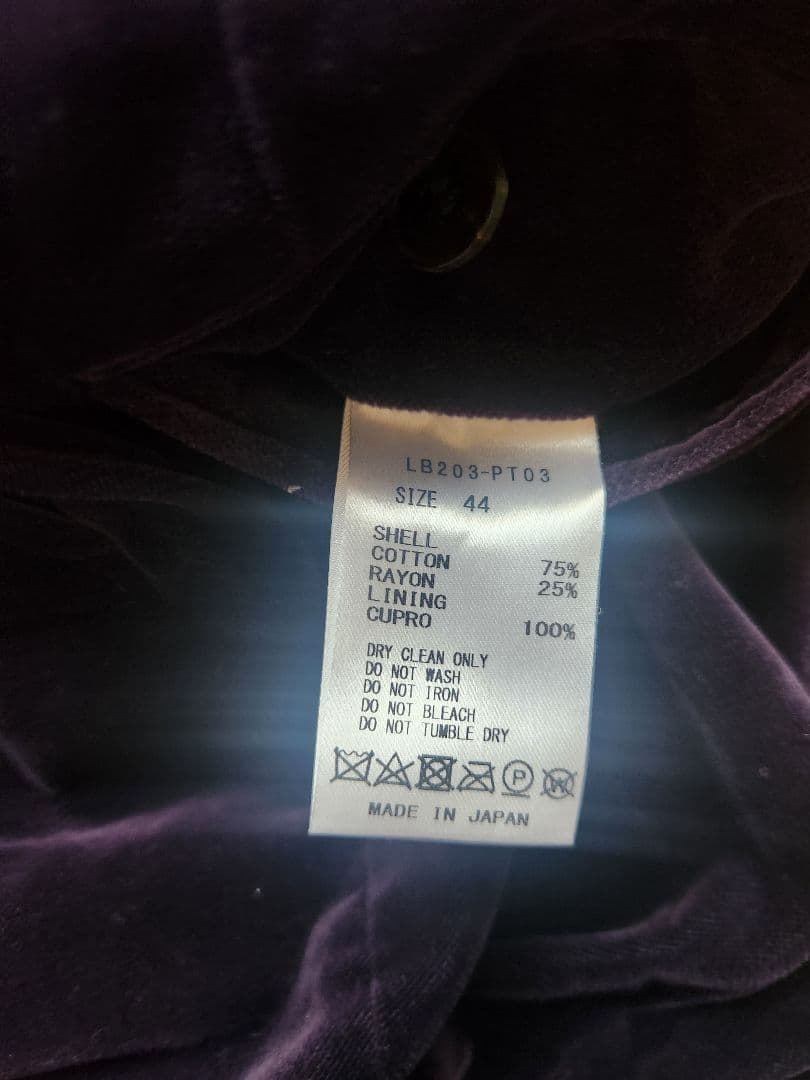 LB203-PT03
SIZE 44
SHELL
COTTON 75%
RAYON 25%
LINING
CUPRO 100%
DRY CLEAN ONLY
DO NOT WASH
DO NOT IRON
DO NOT BLEACH
DO NOT TUMBLE DRY
P W
MADE IN JAPAN